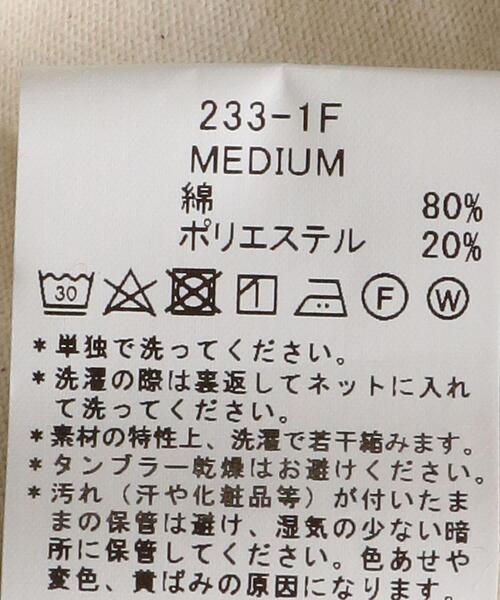 233-1F
MEDIUM
綿 80%
ポリエステル 20%
30 F W
*単独で洗ってください。
*洗濯の際は裏返してネットに入れ
て洗ってください。
*素材の特性上、洗濯で若干縮みます。
*タンブラー乾燥はお避けください。
*汚れ（汗や化粧品等）が付いたま
まの保管は避け、湿気の少ない暗
所に保管してください。色あせや
変色、黄ばみの原因になります。